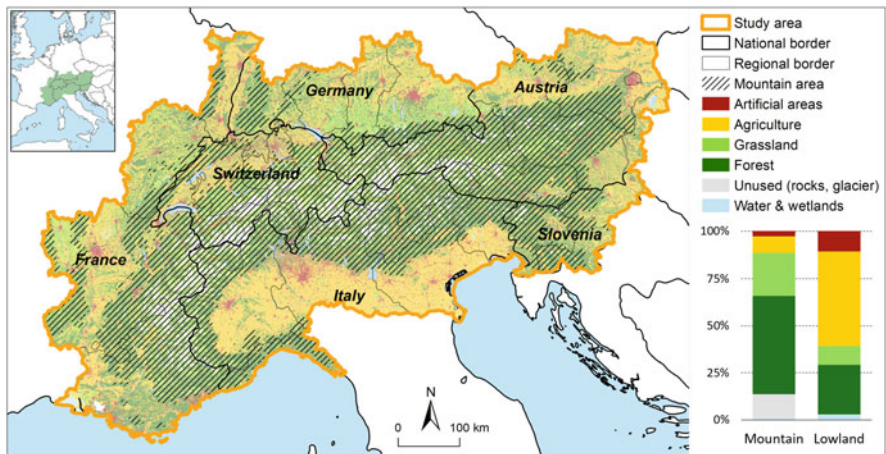 Study area
National border
Regional border
Mountain area
Artificial areas
Agriculture
Grassland
Forest
Unused (rocks, glacier)
Water & wetlands
Germany
Austria
Switzerland
Slovenia
France
Italy
N
0 100 km
100%
75%
50%
25%
0%
Mountain Lowland